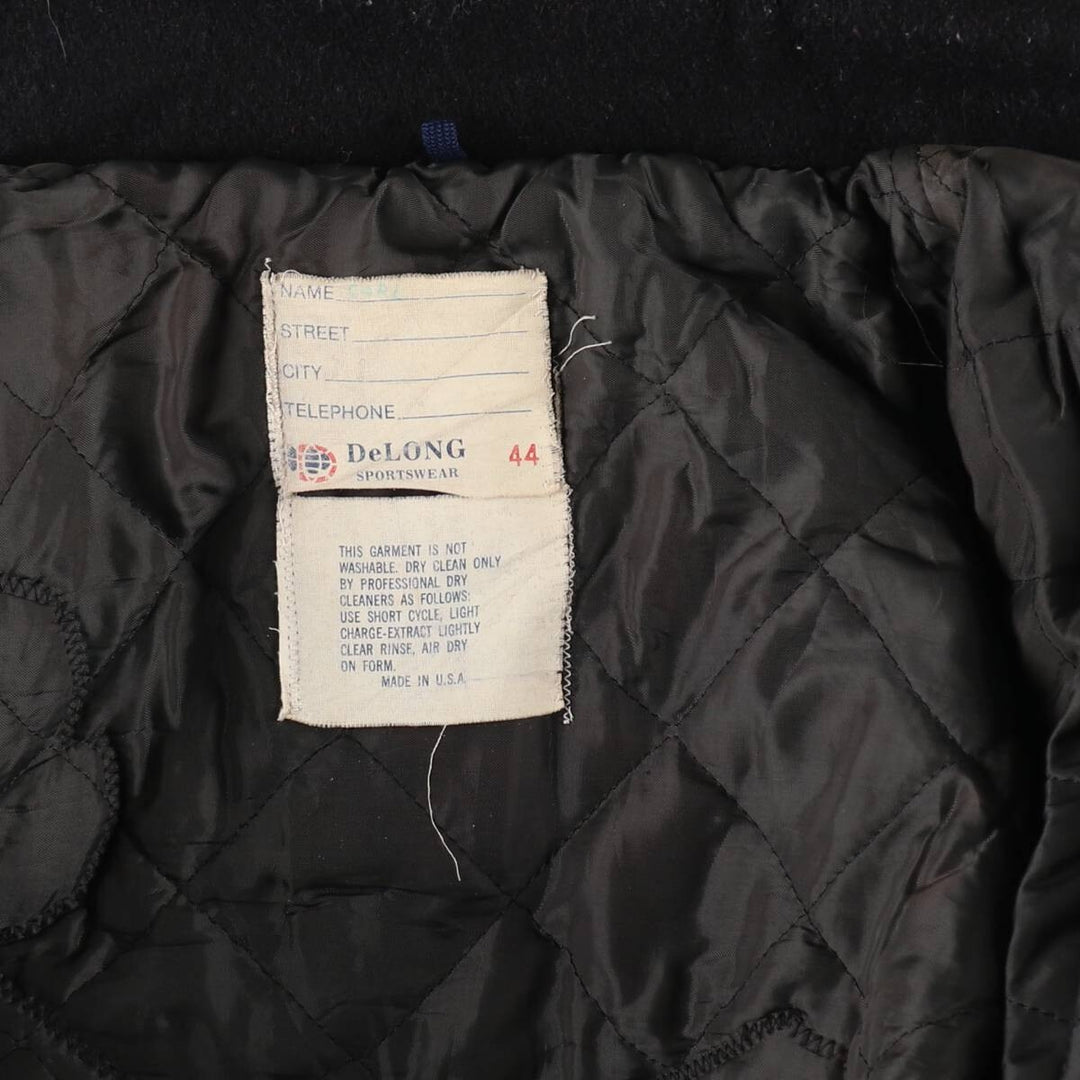 NAME
STREET
CITY
TELEPHONE
DeLONG 44
SPORTSWEAR
THIS GARMENT IS NOT
WASHABLE. DRY CLEAN ONLY
BY PROFESSIONAL DRY
CLEANERS AS FOLLOWS:
USE SHORT CYCLE, LIGHT
CHARGE-EXTRACT LIGHTLY
CLEAR RINSE, AIR DRY
ON FORM.
MADE IN U.S.A.